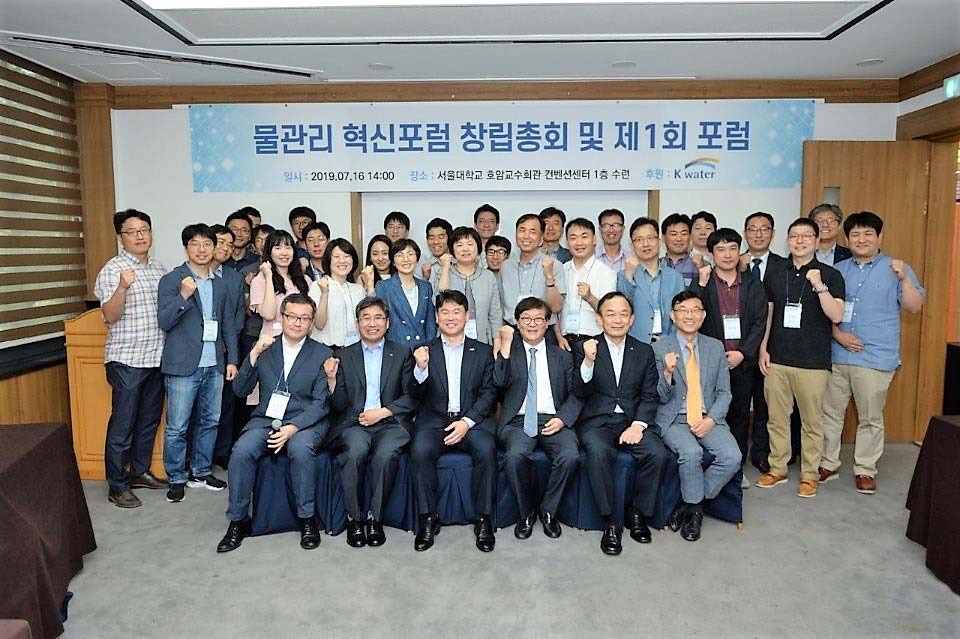 물관리 혁신포럼 창립총회 및 제1회 포럼
일시 : 2019.07.16 14:00 장소 : 서울대학교 호암교수회관 컨벤션센터 1층 수련 후원 : K water